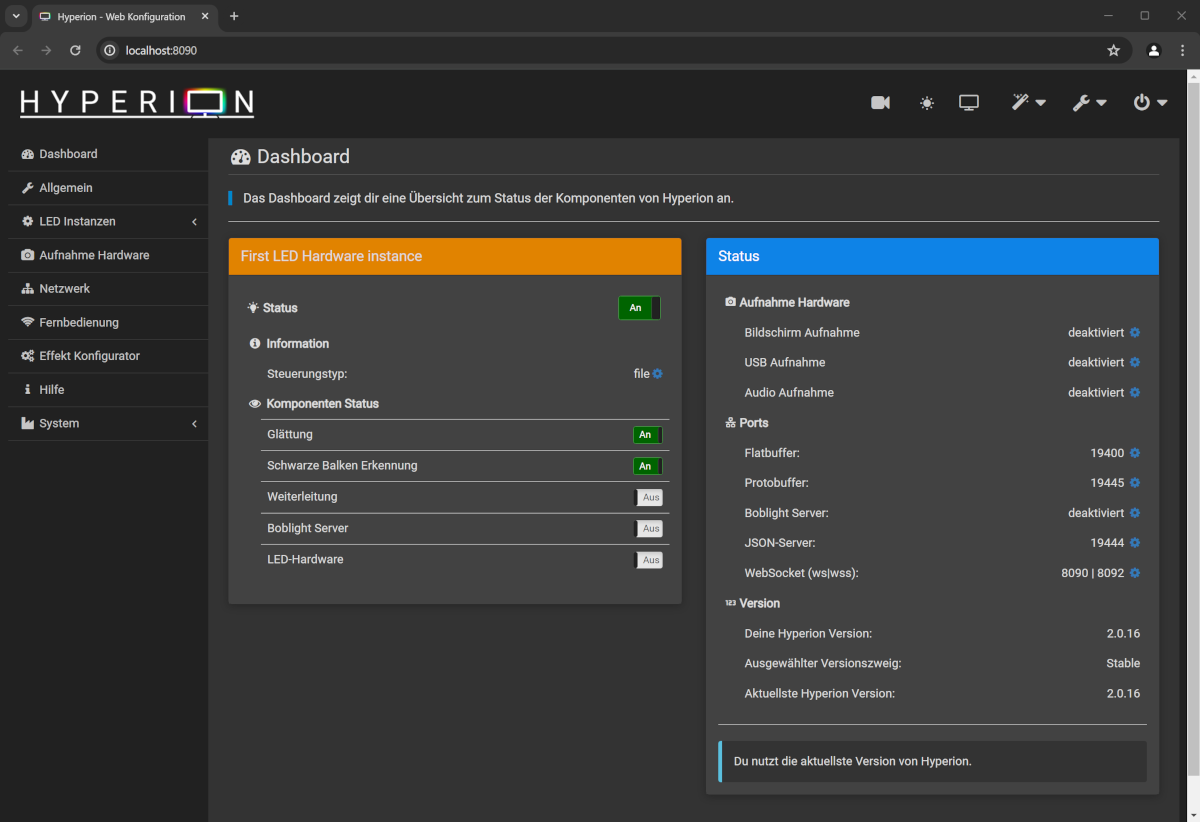 Hyperion - Web Konfiguration
localhost:8090
HYPERION
Dashboard
Allgemein
LED Instanzen
Aufnahme Hardware
Netzwerk
Fernbedienung
Effekt Konfigurator
Hilfe
System
Dashboard
Das Dashboard zeigt dir eine Übersicht zum Status der Komponenten von Hyperion an.
First LED Hardware instance
Status An
Information
Steuerungstyp: file
Komponenten Status
Glättung An
Schwarze Balken Erkennung An
Weiterleitung Aus
Boblight Server Aus
LED-Hardware Aus
Status
Aufnahme Hardware
Bildschirm Aufnahme deaktiviert
USB Aufnahme deaktiviert
Audio Aufnahme deaktiviert
Ports
Flatbuffer: 19400
Protobuffer: 19445
Boblight Server: deaktiviert
JSON-Server: 19444
WebSocket (ws|wss): 8090 | 8092
123 Version
Deine Hyperion Version: 2.0.16
Ausgewählter Versionszweig: Stable
Aktuellste Hyperion Version: 2.0.16
Du nutzt die aktuellste Version von Hyperion.